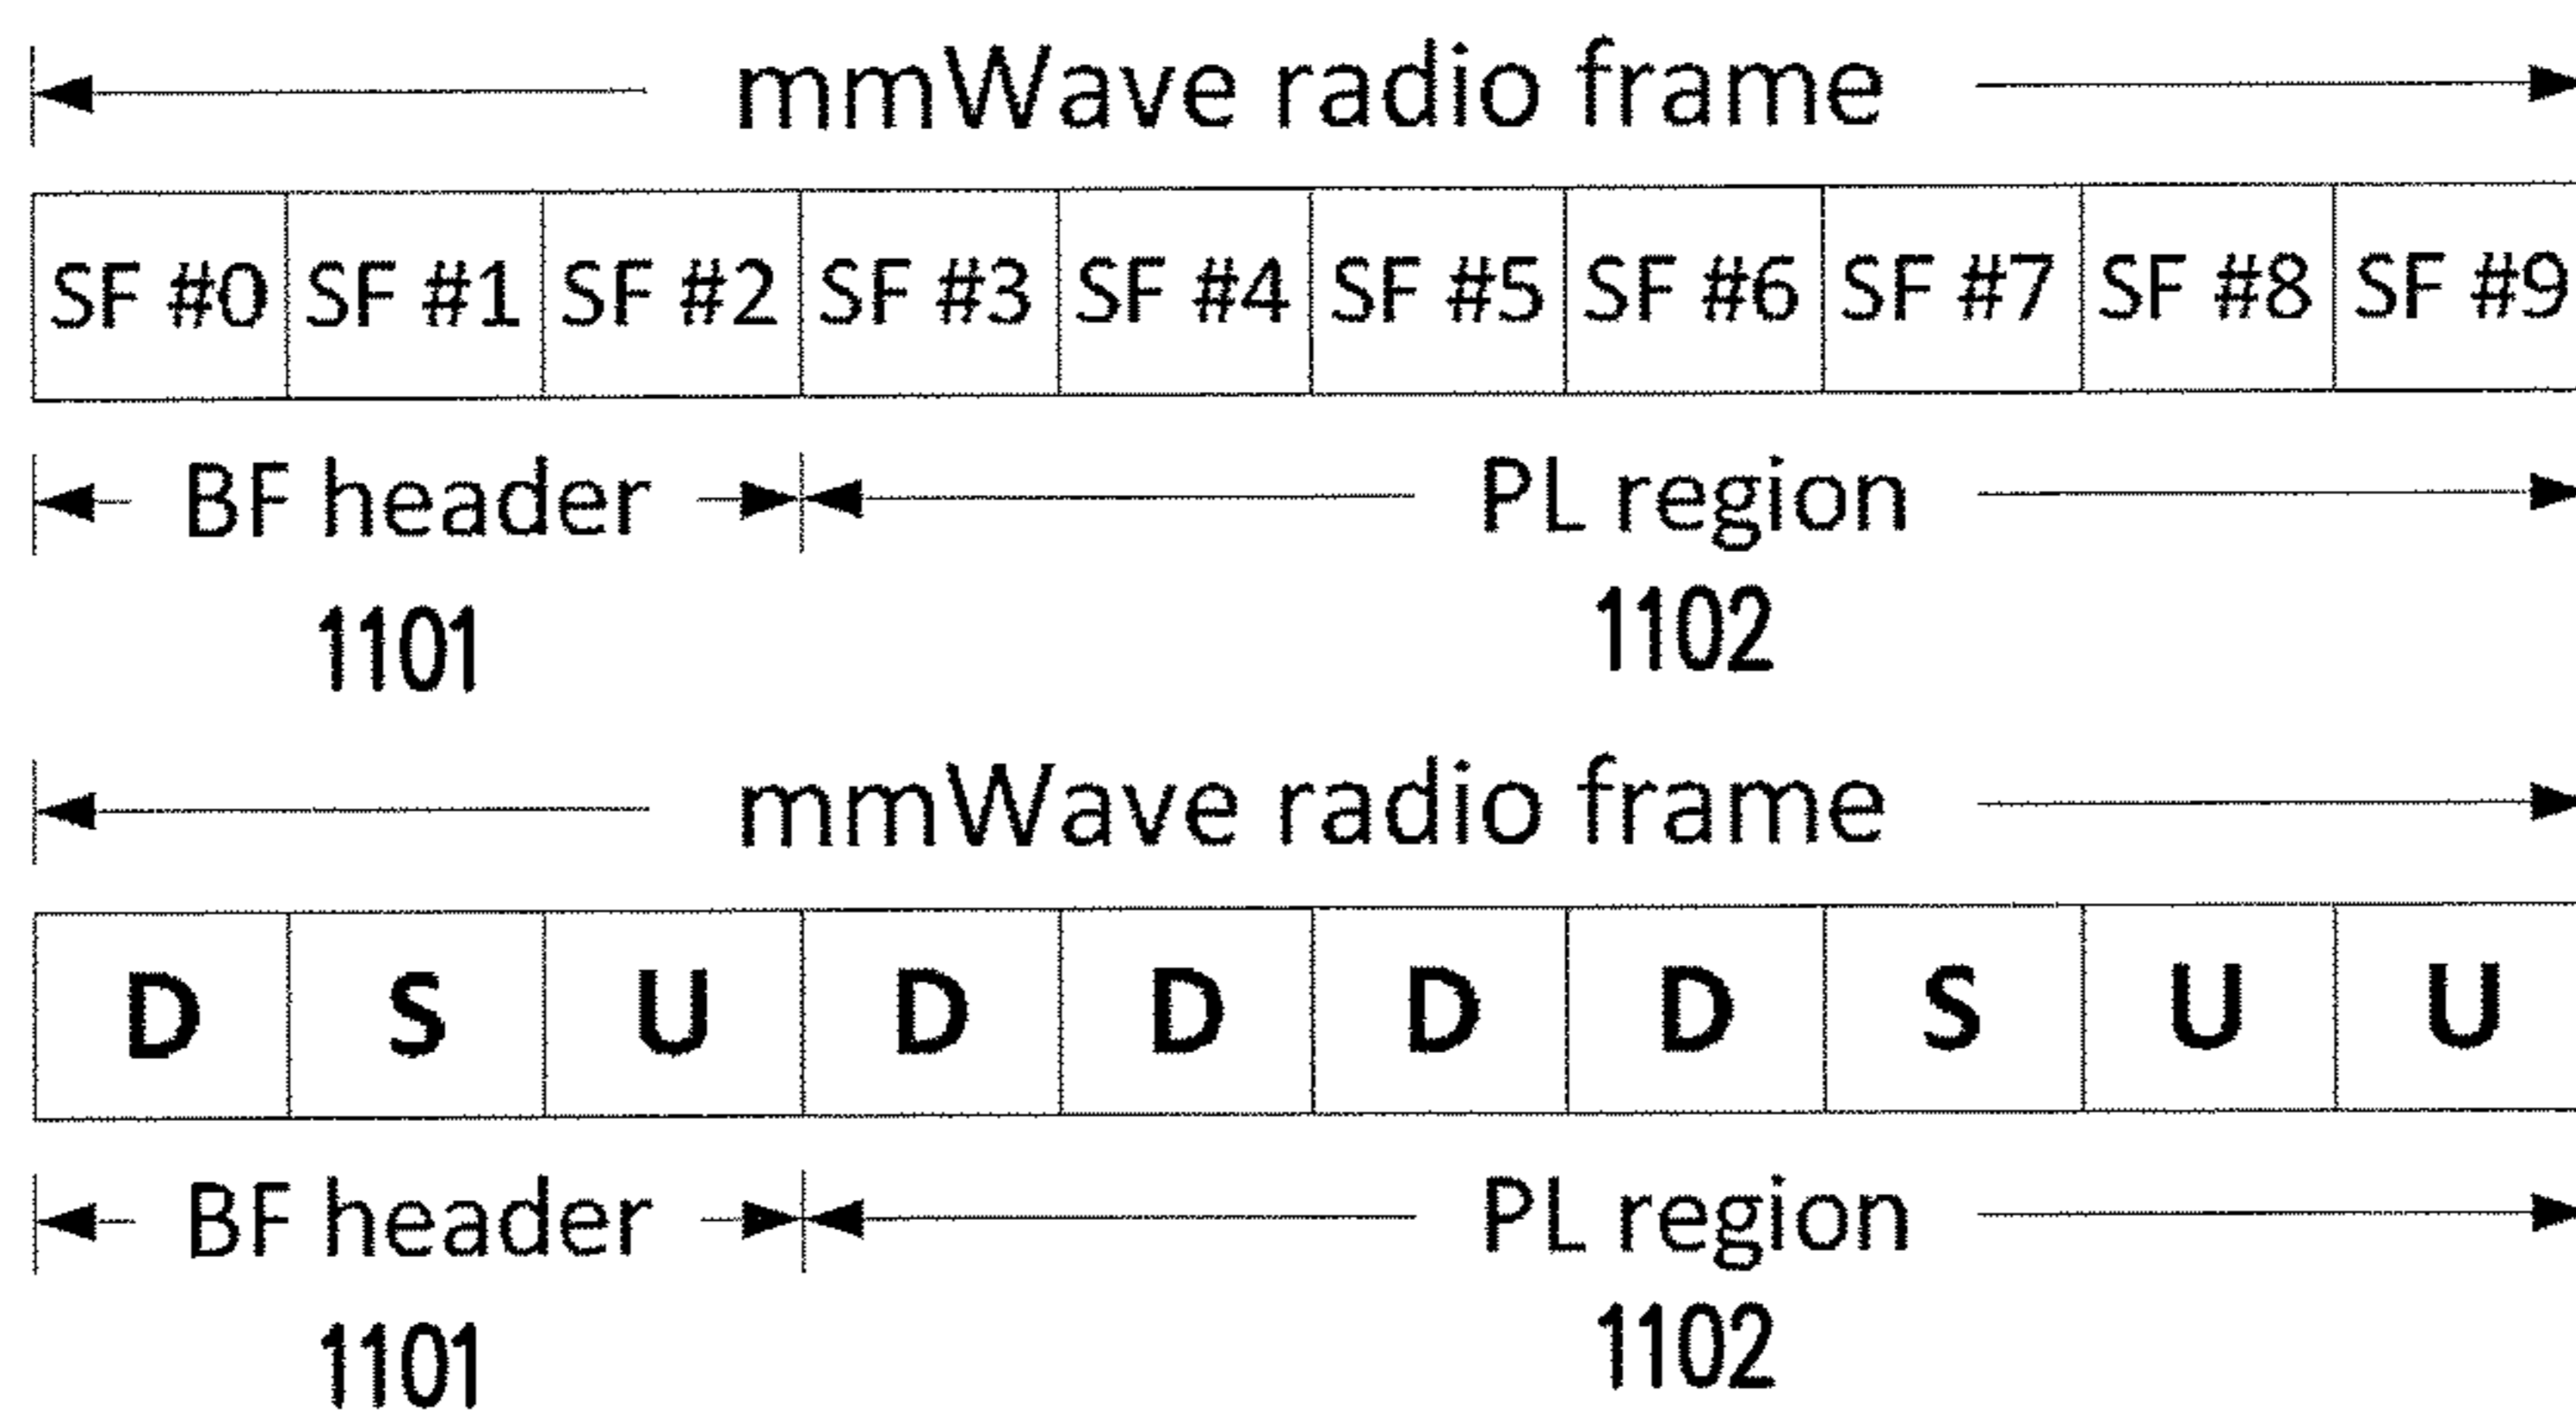 mmWave radio frame
SF #0 SF #1 SF #2 SF #3 SF #4 SF #5 SF #6 SF #7 SF #8 SF #9
BF header PL region
1101 1102
mmWave radio frame
D S U D D D D S U U
BF header PL region
1101 1102